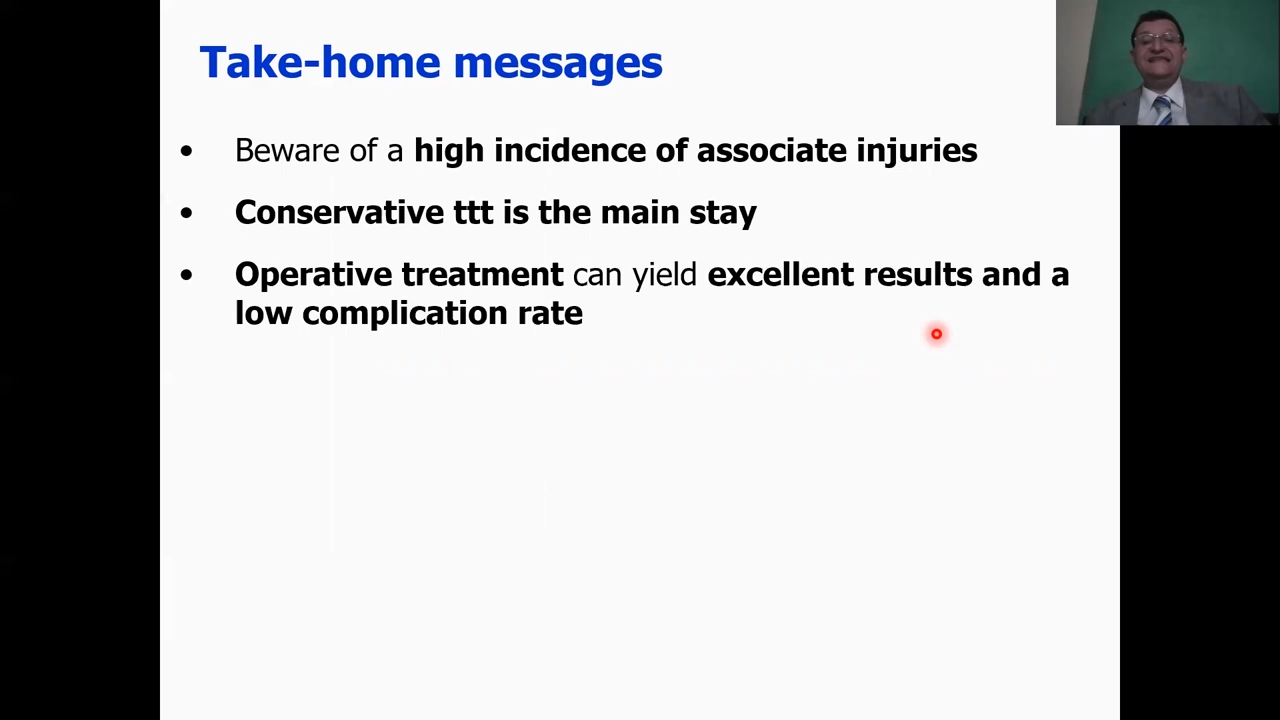 Take-home messages
• Beware of a high incidence of associate injuries
• Conservative ttt is the main stay
• Operative treatment can yield excellent results and a
low complication rate